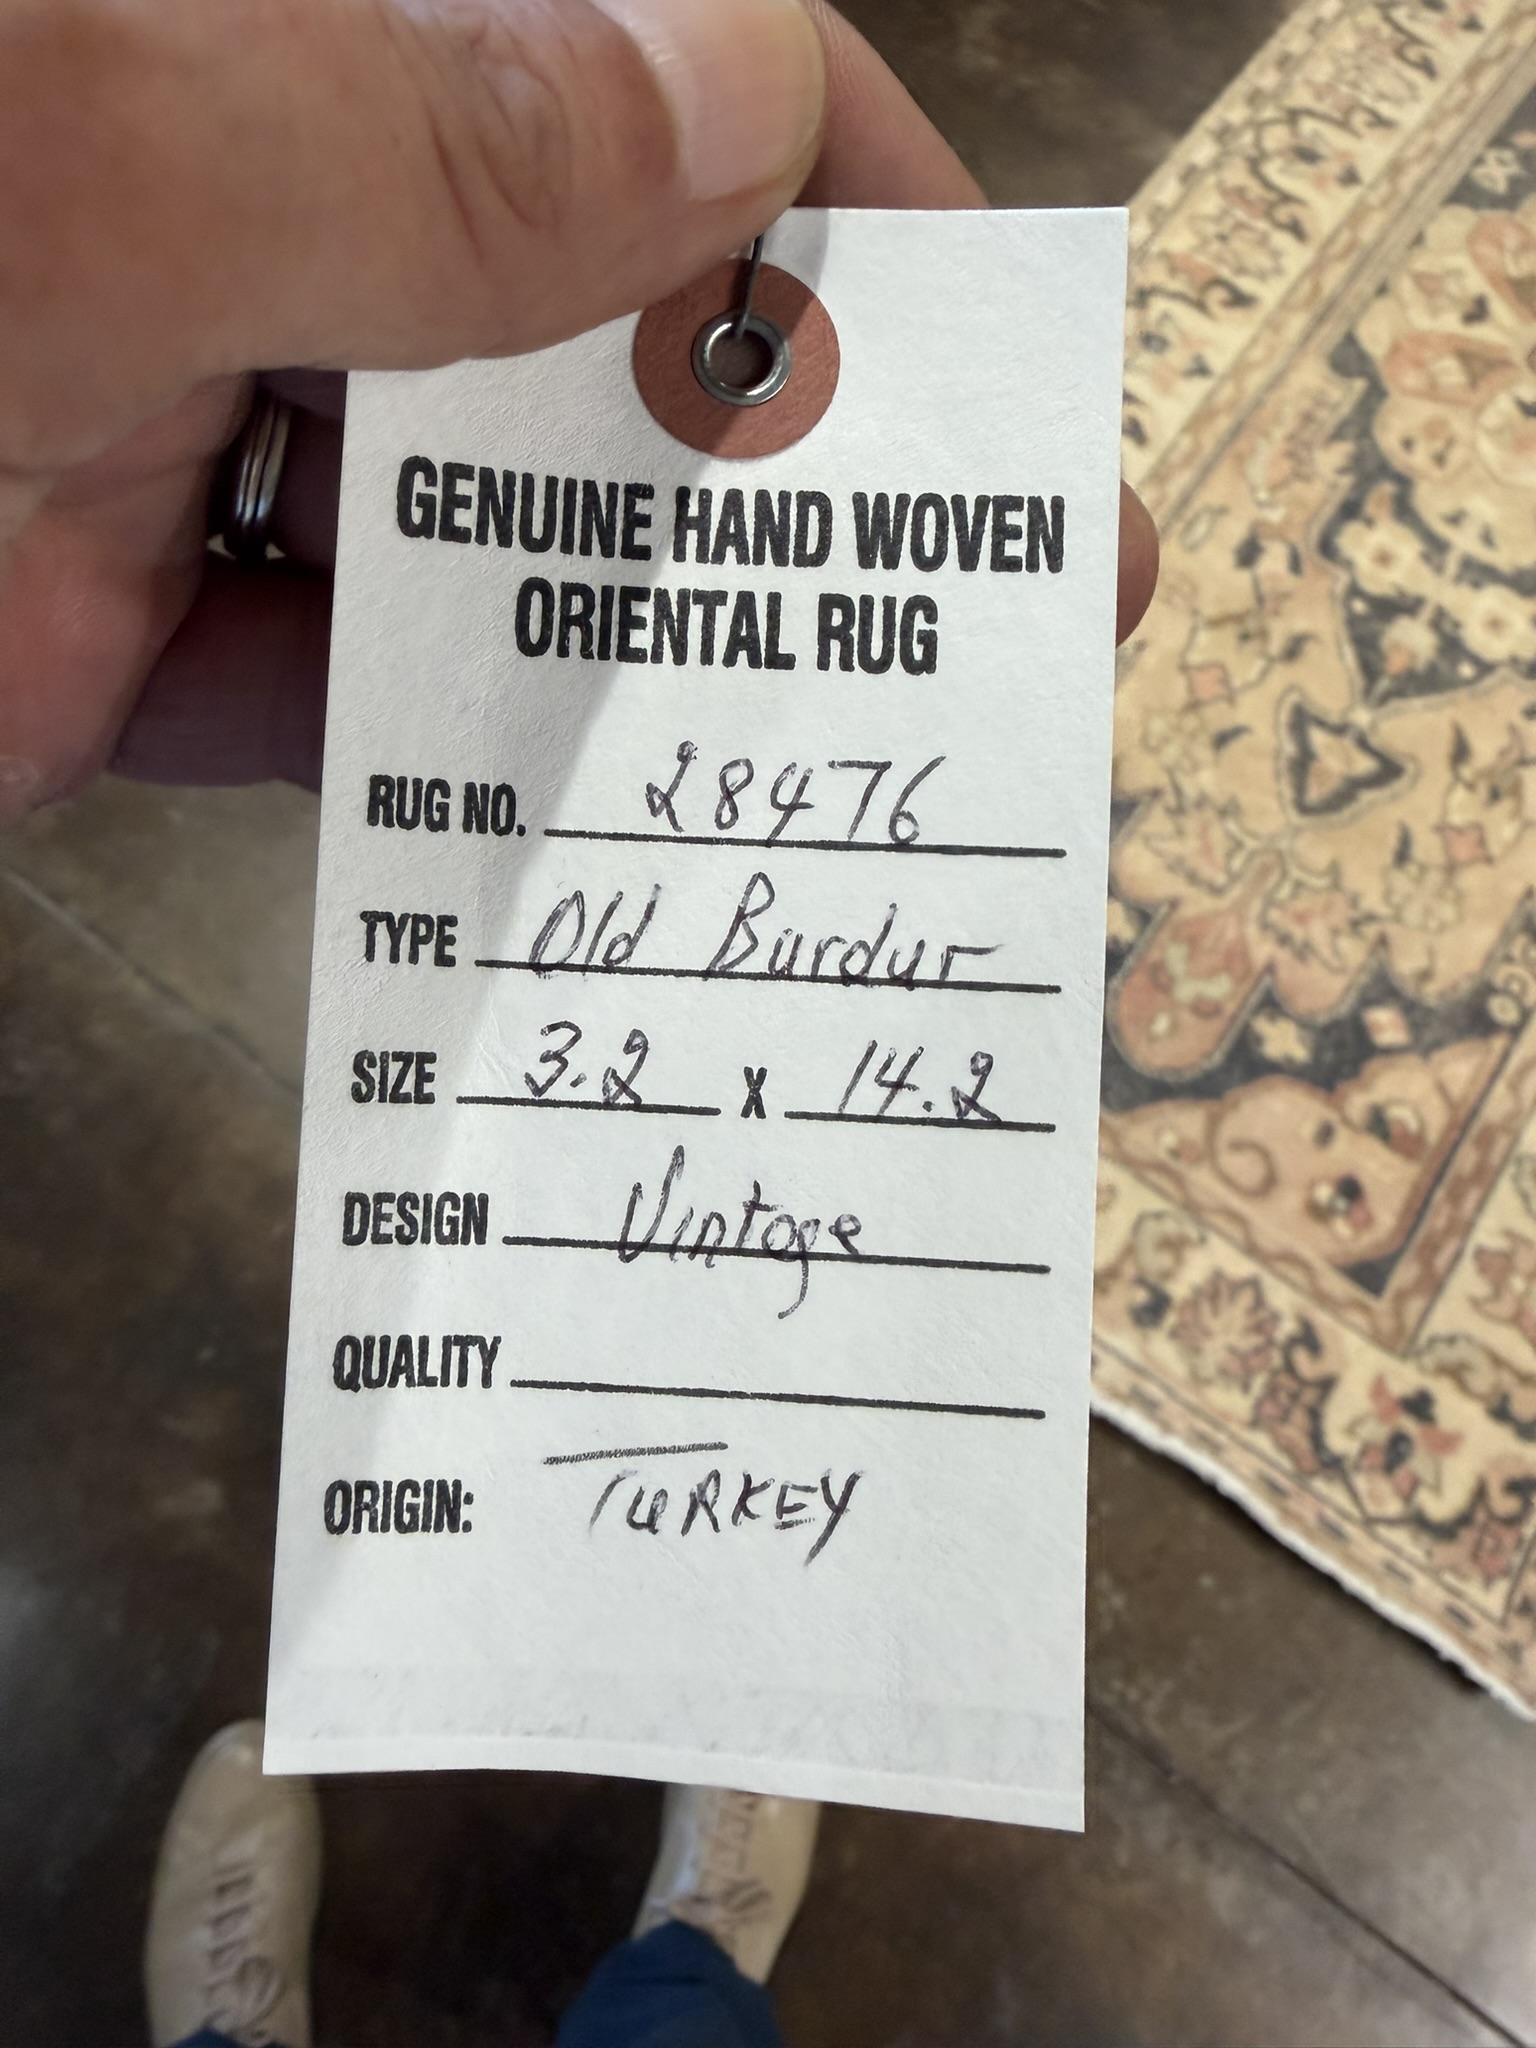 GENUINE HAND WOVEN
ORIENTAL RUG
RUG NO. 28476
TYPE Old Burdur
SIZE 3.2 X 14.2
DESIGN Vintage
QUALITY
ORIGIN: TURKEY